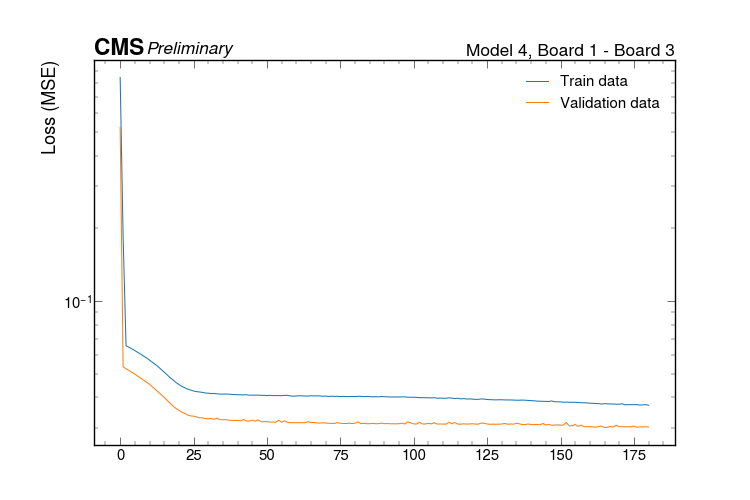 CMS Preliminary
Model 4, Board 1 - Board 3
Loss (MSE)
Train data
Validation data
10⁻¹
0 25 50 75 100 125 150 175